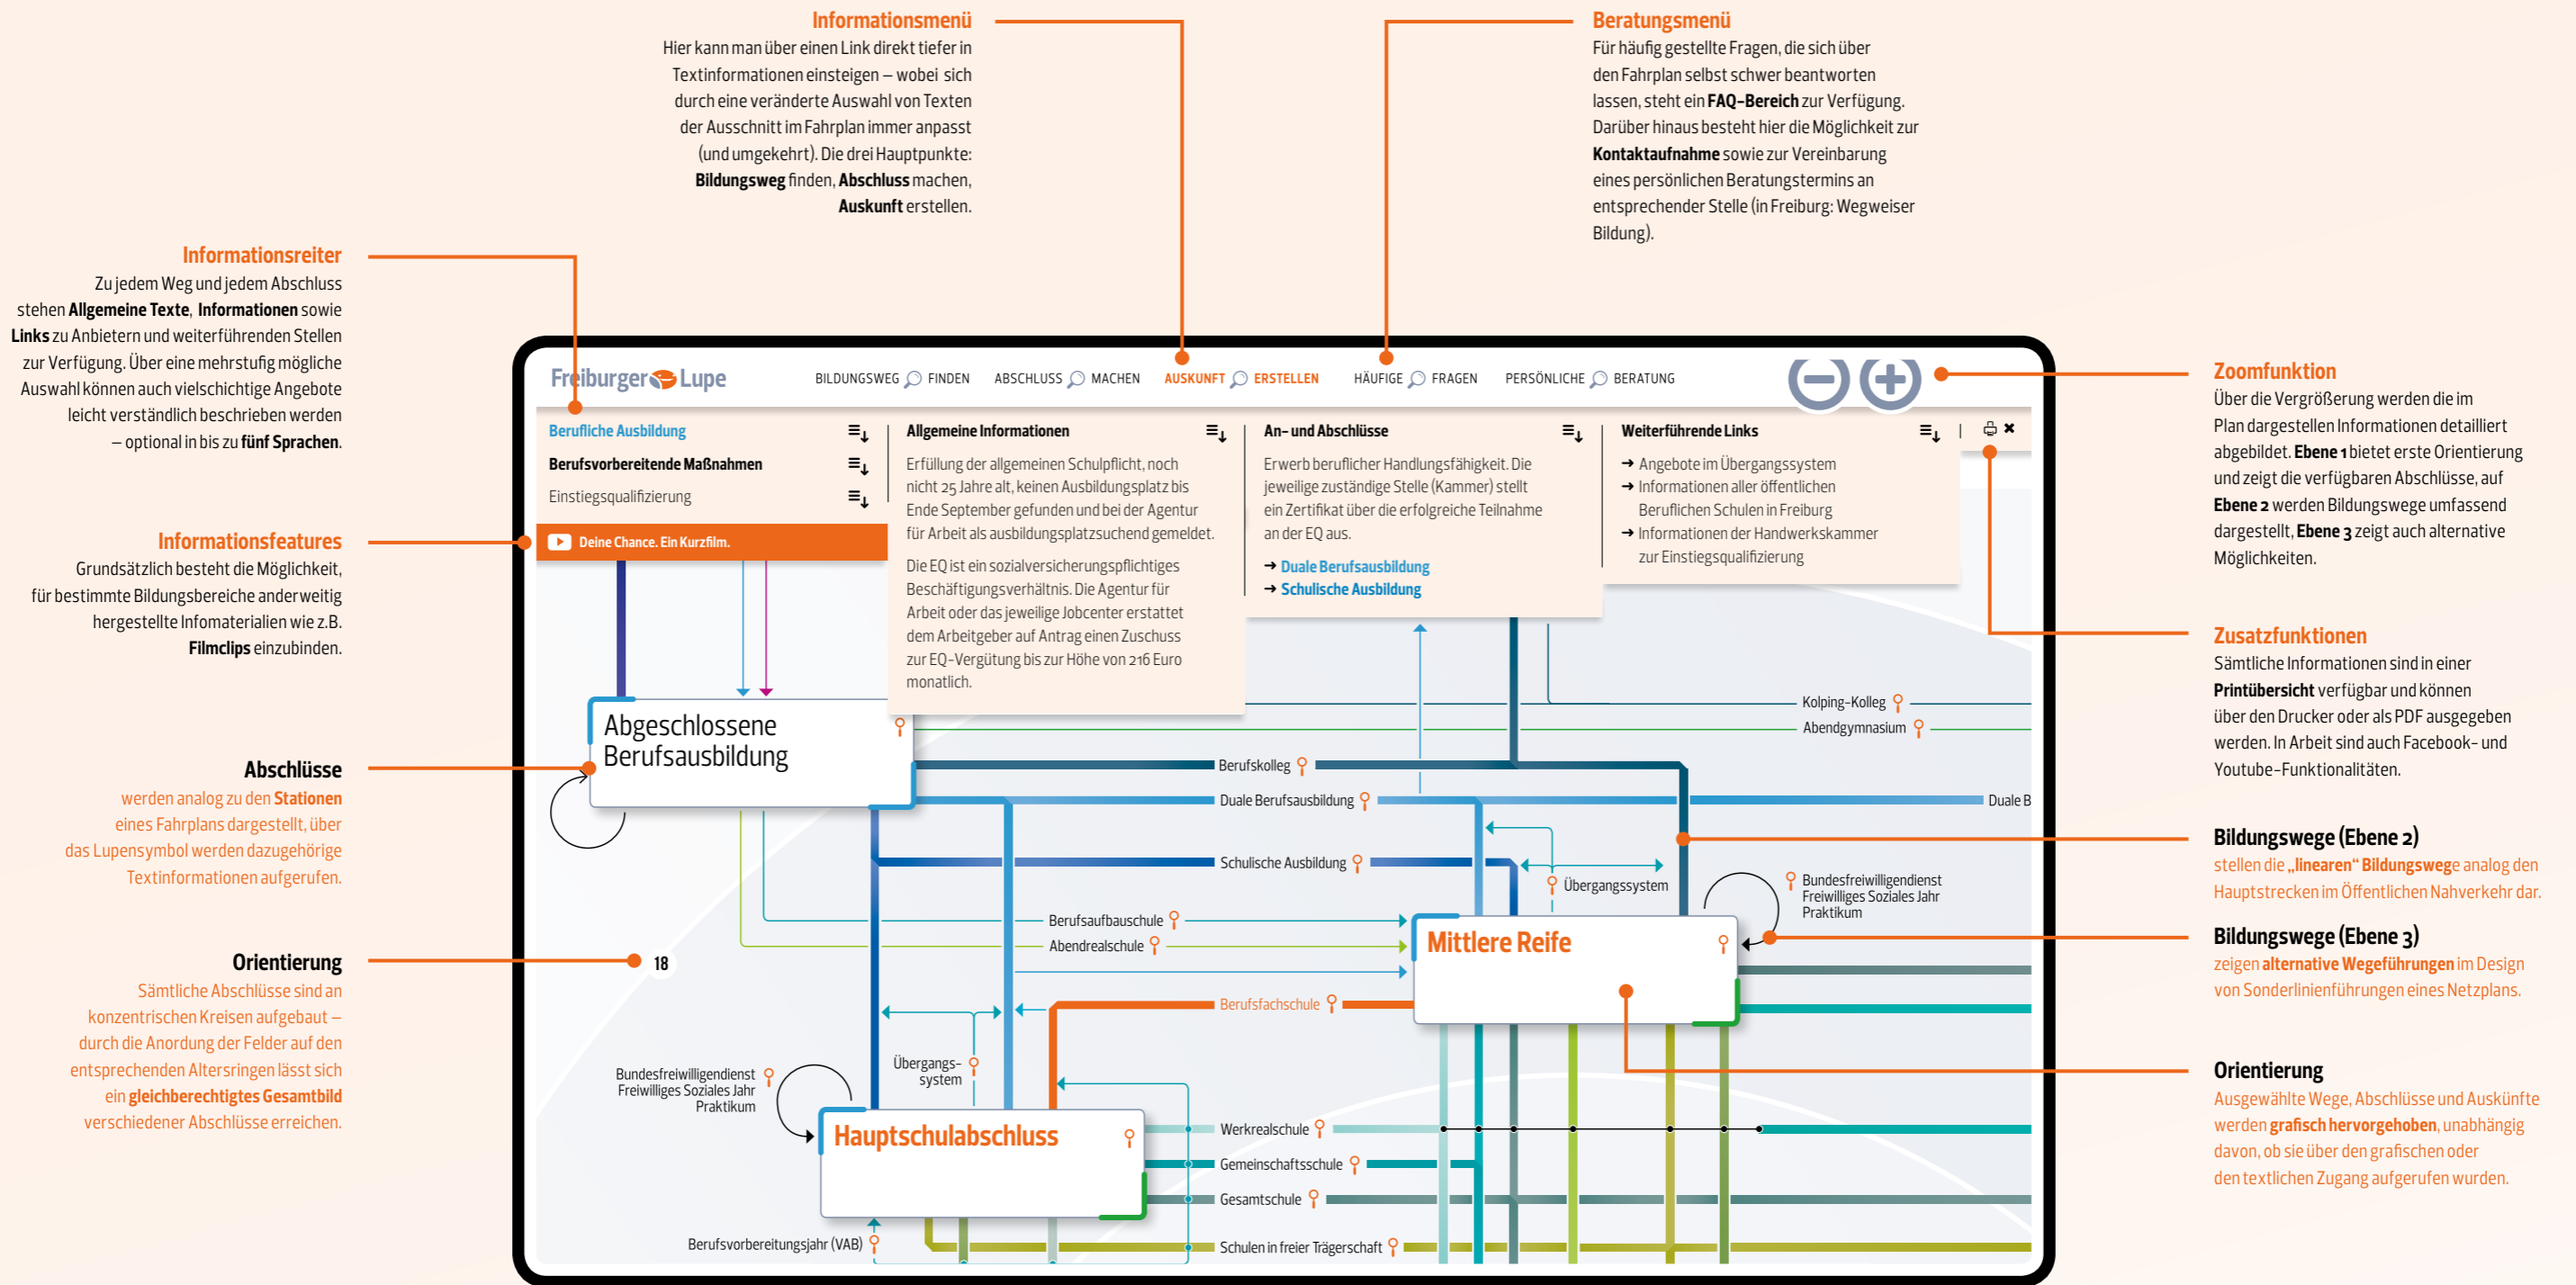 Informationsmenü
Hier kann man über einen Link direkt tiefer in
Textinformationen einsteigen – wobei sich
durch eine veränderte Auswahl von Texten
der Ausschnitt im Fahrplan immer anpasst
(und umgekehrt). Die drei Hauptpunkte:
Bildungsweg finden, Abschluss machen,
Auskunft erstellen.
Beratungsmenü
Für häufig gestellte Fragen, die sich über
den Fahrplan selbst schwer beantworten
lassen, steht ein FAQ-Bereich zur Verfügung.
Darüber hinaus besteht hier die Möglichkeit zur
Kontaktaufnahme sowie zur Vereinbarung
eines persönlichen Beratungstermins an
entsprechender Stelle (in Freiburg: Wegweiser
Bildung).
Informationsreiter
Zu jedem Weg und jedem Abschluss
stehen Allgemeine Texte, Informationen sowie
Links zu Anbietern und weiterführenden Stellen
zur Verfügung. Über eine mehrstufig mögliche
Auswahl können auch vielschichtige Angebote
leicht verständlich beschrieben werden
– optional in bis zu fünf Sprachen.
Informationsfeatures
Grundsätzlich besteht die Möglichkeit,
für bestimmte Bildungsbereiche anderweitig
hergestellte Infomaterialien wie z.B.
Filmclips einzubinden.
Abschlüsse
werden analog zu den Stationen
eines Fahrplans dargestellt, über
das Lupensymbol werden dazugehörige
Textinformationen aufgerufen.
Orientierung
Sämtliche Abschlüsse sind an
konzentrischen Kreisen aufgebaut –
durch die Anordung der Felder auf den
entsprechenden Altersringen lässt sich
ein gleichberechtigtes Gesamtbild
verschiedener Abschlüsse erreichen.
Freiburger Lupe
BILDUNGSWEG FINDEN ABSCHLUSS MACHEN AUSKUNFT ERSTELLEN HÄUFIGE FRAGEN PERSÖNLICHE BERATUNG
Berufliche Ausbildung
Berufsvorbereitende Maßnahmen
Einstiegsqualifizierung
Deine Chance. Ein Kurzfilm.
Allgemeine Informationen
Erfüllung der allgemeinen Schulpflicht, noch
nicht 25 Jahre alt, keinen Ausbildungsplatz bis
Ende September gefunden und bei der Agentur
für Arbeit als ausbildungsplatzsuchend gemeldet.
Die EQ ist ein sozialversicherungspflichtiges
Beschäftigungsverhältnis. Die Agentur für
Arbeit oder das jeweilige Jobcenter erstattet
dem Arbeitgeber auf Antrag einen Zuschuss
zur EQ-Vergütung bis zur Höhe von 216 Euro
monatlich.
An- und Abschlüsse
Erwerb beruflicher Handlungsfähigkeit. Die
jeweilige zuständige Stelle (Kammer) stellt
ein Zertifikat über die erfolgreiche Teilnahme
an der EQ aus.
→ Duale Berufsausbildung
→ Schulische Ausbildung
Weiterführende Links
→ Angebote im Übergangssystem
→ Informationen aller öffentlichen
Beruflichen Schulen in Freiburg
→ Informationen der Handwerkskammer
zur Einstiegsqualifizierung
Abgeschlossene
Berufsausbildung
Kolping-Kolleg
Abendgymnasium
Berufskolleg
Duale Berufsausbildung
Duale B
Schulische Ausbildung
Übergangssystem
Bundesfreiwilligendienst
Freiwilliges Soziales Jahr
Praktikum
Berufsaufbauschule
Abendrealschule
Mittlere Reife
18
Berufsfachschule
Übergangs-
system
Bundesfreiwilligendienst
Freiwilliges Soziales Jahr
Praktikum
Hauptschulabschluss
Werkrealschule
Gemeinschaftsschule
Gesamtschule
Berufsvorbereitungsjahr (VAB)
Schulen in freier Trägerschaft
Zoomfunktion
Über die Vergrößerung werden die im
Plan dargestellen Informationen detailliert
abgebildet. Ebene 1 bietet erste Orientierung
und zeigt die verfügbaren Abschlüsse, auf
Ebene 2 werden Bildungswege umfassend
dargestellt, Ebene 3 zeigt auch alternative
Möglichkeiten.
Zusatzfunktionen
Sämtliche Informationen sind in einer
Printübersicht verfügbar und können
über den Drucker oder als PDF ausgegeben
werden. In Arbeit sind auch Facebook- und
Youtube-Funktionalitäten.
Bildungswege (Ebene 2)
stellen die „linearen“ Bildungswege analog den
Hauptstrecken im Öffentlichen Nahverkehr dar.
Bildungswege (Ebene 3)
zeigen alternative Wegeführungen im Design
von Sonderlinienführungen eines Netzplans.
Orientierung
Ausgewählte Wege, Abschlüsse und Auskünfte
werden grafisch hervorgehoben, unabhängig
davon, ob sie über den grafischen oder
den textlichen Zugang aufgerufen wurden.